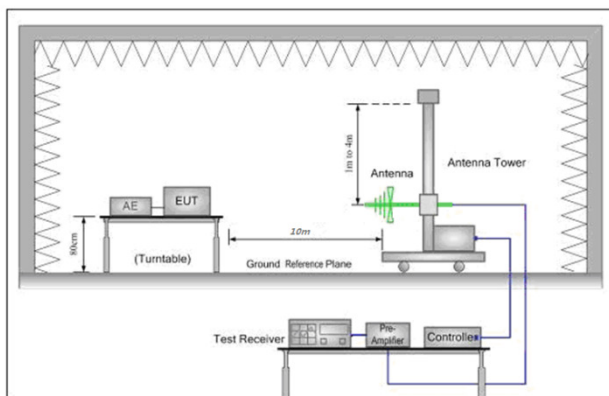 1m to 4m
Antenna
Antenna Tower
AE
EUT
80cm
(Turntable)
10m
Ground Reference Plane
Test Receiver
Pre-
Amplifier
Controller